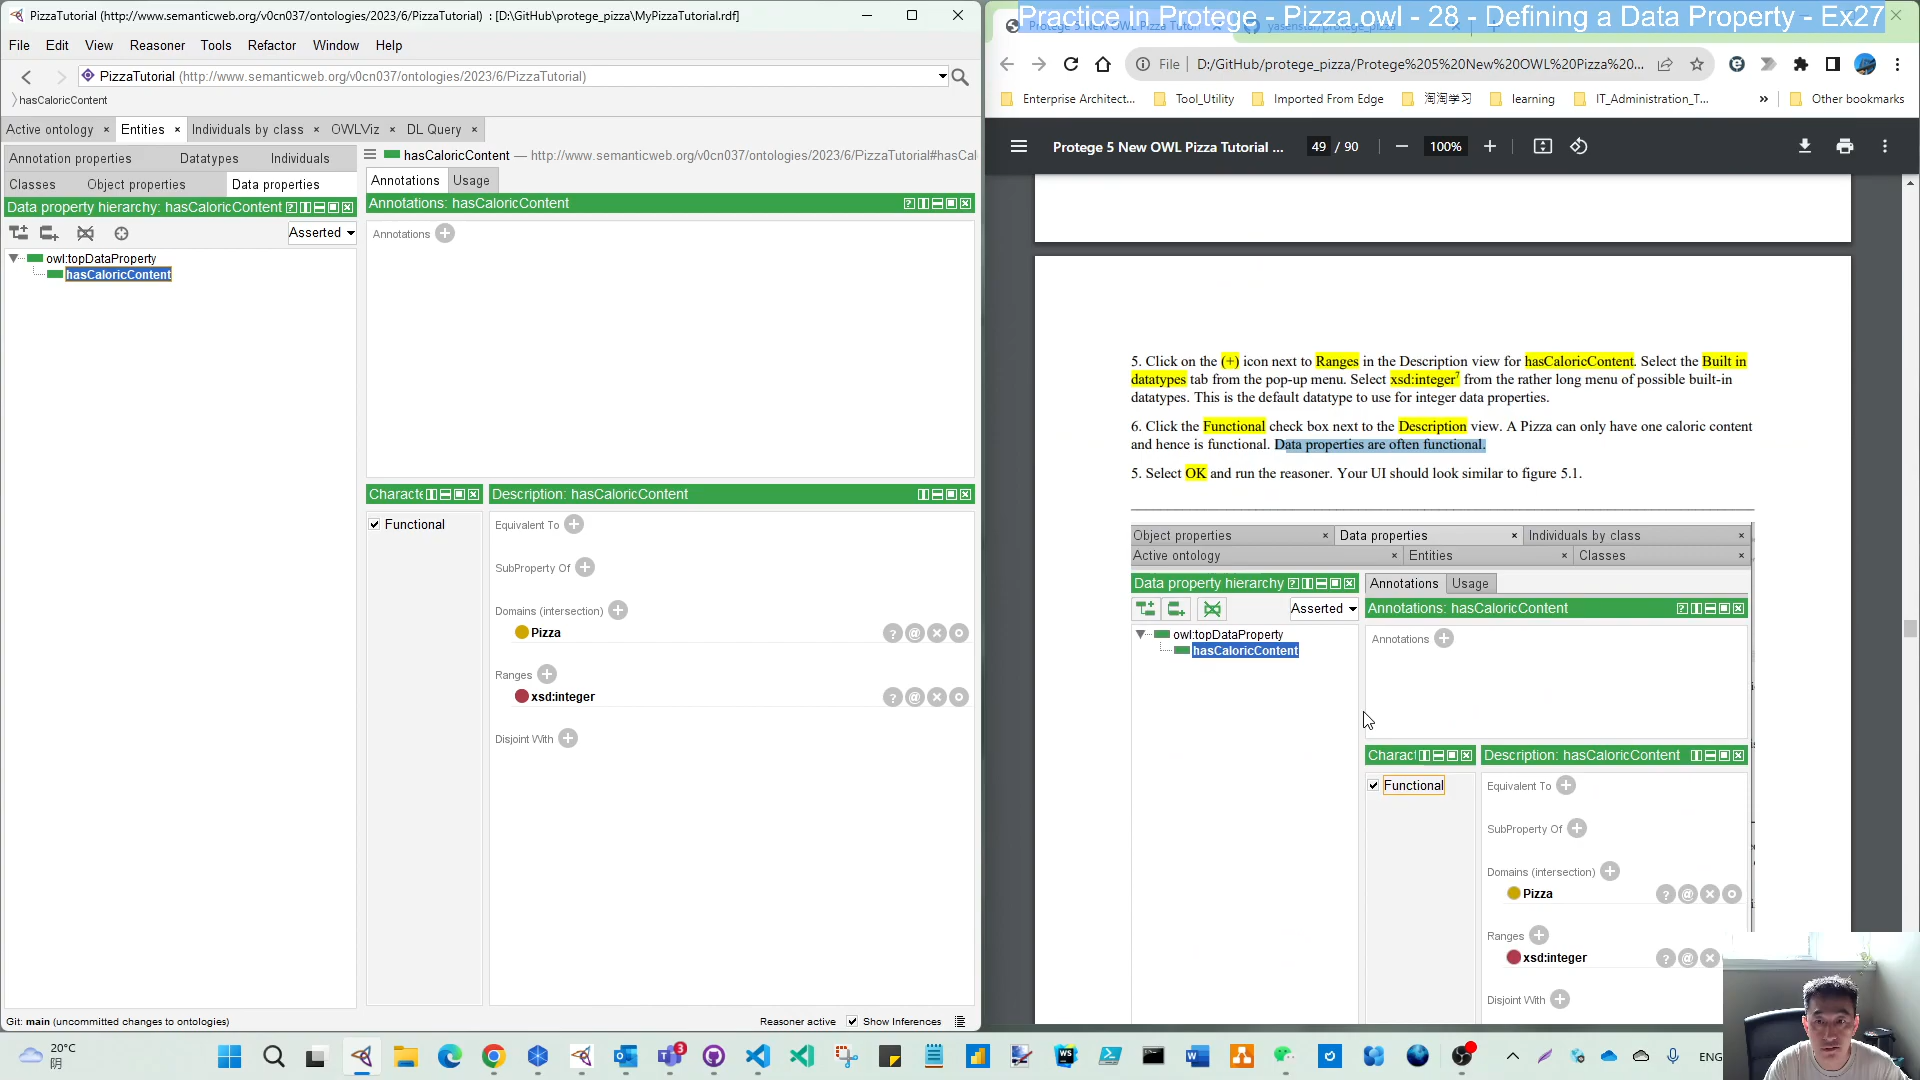 PizzaTutorial (http://www.semanticweb.org/v0cn037/ontologies/2023/6/PizzaTutorial) : [D:\GitHub\protege_pizza\MyPizzaTutorial.rdf]
File Edit View Reasoner Tools Refactor Window Help
PizzaTutorial (http://www.semanticweb.org/v0cn037/ontologies/2023/6/PizzaTutorial)
hasCaloricContent
Active ontology × Entities × Individuals by class × OWLViz × DL Query ×
Annotation properties Datatypes Individuals
Classes Object properties Data properties
Data property hierarchy: hasCaloricContent
Asserted
owl:topDataProperty
hasCaloricContent
hasCaloricContent — http://www.semanticweb.org/v0cn037/ontologies/2023/6/PizzaTutorial#hasCal
Annotations Usage
Annotations: hasCaloricContent
Annotations
Characte
Functional
Description: hasCaloricContent
Equivalent To
SubProperty Of
Domains (intersection)
Pizza
Ranges
xsd:integer
Disjoint With
Git: main (uncommitted changes to ontologies)
Reasoner active Show Inferences
Practice in Protege - Pizza.owl - 28 - Defining a Data Property - Ex27
File D:/GitHub/protege_pizza/Protege%205%20New%20OWL%20Pizza%20...
Enterprise Architect... Tool_Utility Imported From Edge 淘淘学习 learning IT_Administration_T... » Other bookmarks
Protege 5 New OWL Pizza Tutorial ... 49 / 90 100%
5. Click on the (+) icon next to Ranges in the Description view for hasCaloricContent. Select the Built in
datatypes tab from the pop-up menu. Select xsd:integer7 from the rather long menu of possible built-in
datatypes. This is the default datatype to use for integer data properties.
6. Click the Functional check box next to the Description view. A Pizza can only have one caloric content
and hence is functional. Data properties are often functional.
5. Select OK and run the reasoner. Your UI should look similar to figure 5.1.
Object properties × Data properties × Individuals by class ×
Active ontology × Entities × Classes ×
Data property hierarchy
Asserted
owl:topDataProperty
hasCaloricContent
Annotations Usage
Annotations: hasCaloricContent
Annotations
Charact
Functional
Description: hasCaloricContent
Equivalent To
SubProperty Of
Domains (intersection)
Pizza
Ranges
xsd:integer
Disjoint With
20°C
阴
3
ENG